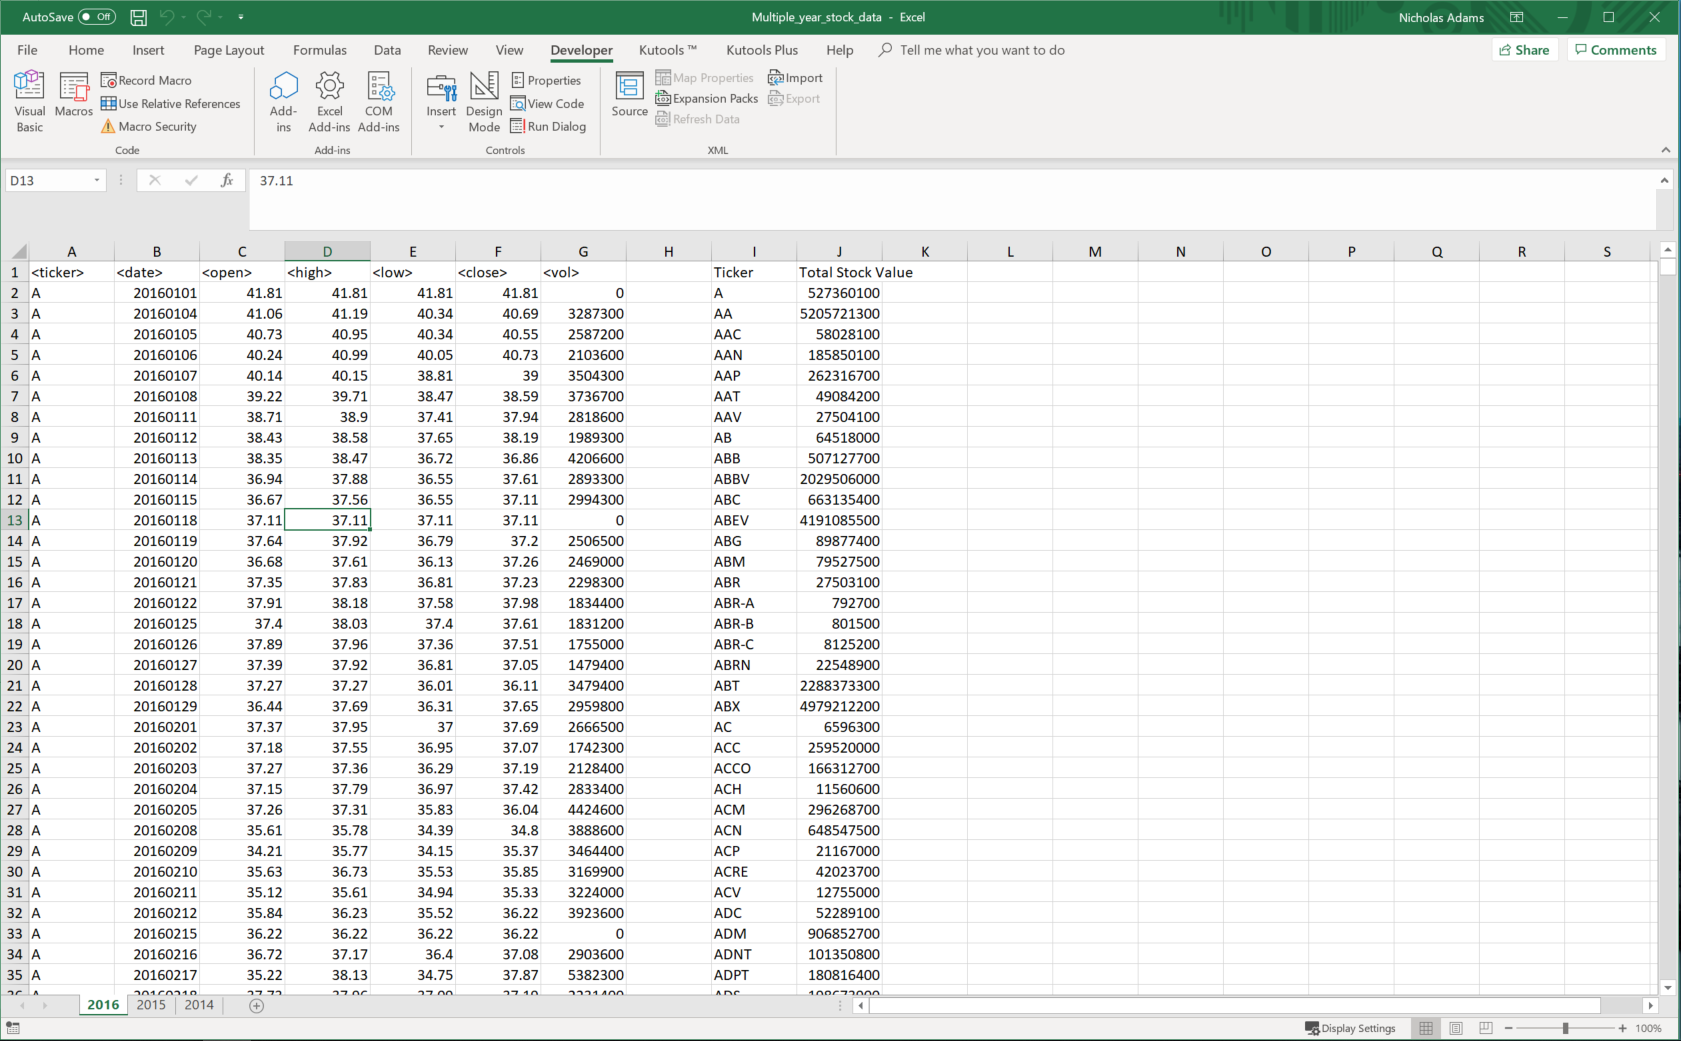 AutoSave Off
Multiple_year_stock_data - Excel
Nicholas Adams
File Home Insert Page Layout Formulas Data Review View Developer Kutools ™ Kutools Plus Help Tell me what you want to do Share Comments
Visual Basic
Macros
Record Macro
Use Relative References
Macro Security
Code
Add-ins
Excel Add-ins
COM Add-ins
Add-ins
Insert
Design Mode
Properties
View Code
Run Dialog
Controls
Source
Map Properties
Expansion Packs
Refresh Data
Import
Export
XML
D13 fx 37.11
A B C D E F G H I J K L M N O P Q R S
1 <ticker> <date> <open> <high> <low> <close> <vol> Ticker Total Stock Value
2 A 20160101 41.81 41.81 41.81 41.81 0 A 527360100
3 A 20160104 41.06 41.19 40.34 40.69 3287300 AA 5205721300
4 A 20160105 40.73 40.95 40.34 40.55 2587200 AAC 58028100
5 A 20160106 40.24 40.99 40.05 40.73 2103600 AAN 185850100
6 A 20160107 40.14 40.15 38.81 39 3504300 AAP 262316700
7 A 20160108 39.22 39.71 38.47 38.59 3736700 AAT 49084200
8 A 20160111 38.71 38.9 37.41 37.94 2818600 AAV 27504100
9 A 20160112 38.43 38.58 37.65 38.19 1989300 AB 64518000
10 A 20160113 38.35 38.47 36.72 36.86 4206600 ABB 507127700
11 A 20160114 36.94 37.88 36.55 37.61 2893300 ABBV 2029506000
12 A 20160115 36.67 37.56 36.55 37.11 2994300 ABC 663135400
13 A 20160118 37.11 37.11 37.11 37.11 0 ABEV 4191085500
14 A 20160119 37.64 37.92 36.79 37.2 2506500 ABG 89877400
15 A 20160120 36.68 37.61 36.13 37.26 2469000 ABM 79527500
16 A 20160121 37.35 37.83 36.81 37.23 2298300 ABR 27503100
17 A 20160122 37.91 38.18 37.58 37.98 1834400 ABR-A 792700
18 A 20160125 37.4 38.03 37.4 37.61 1831200 ABR-B 801500
19 A 20160126 37.89 37.96 37.36 37.51 1755000 ABR-C 8125200
20 A 20160127 37.39 37.92 36.81 37.05 1479400 ABRN 22548900
21 A 20160128 37.27 37.27 36.01 36.11 3479400 ABT 2288373300
22 A 20160129 36.44 37.69 36.31 37.65 2959800 ABX 4979212200
23 A 20160201 37.37 37.95 37 37.69 2666500 AC 6596300
24 A 20160202 37.18 37.55 36.95 37.07 1742300 ACC 259520000
25 A 20160203 37.27 37.36 36.29 37.19 2128400 ACCO 166312700
26 A 20160204 37.15 37.79 36.97 37.42 2833400 ACH 11560600
27 A 20160205 37.26 37.31 35.83 36.04 4424600 ACM 296268700
28 A 20160208 35.61 35.78 34.39 34.8 3888600 ACN 648547500
29 A 20160209 34.21 35.77 34.15 35.37 3464400 ACP 21167000
30 A 20160210 35.63 36.73 35.53 35.85 3169900 ACRE 42023700
31 A 20160211 35.12 35.61 34.94 35.33 3224000 ACV 12755000
32 A 20160212 35.84 36.23 35.52 36.22 3923600 ADC 52289100
33 A 20160215 36.22 36.22 36.22 36.22 0 ADM 906852700
34 A 20160216 36.72 37.17 36.4 37.08 2903600 ADNT 101350800
35 A 20160217 35.22 38.13 34.75 37.87 5382300 ADPT 180816400
2016 2015 2014
Display Settings 100%